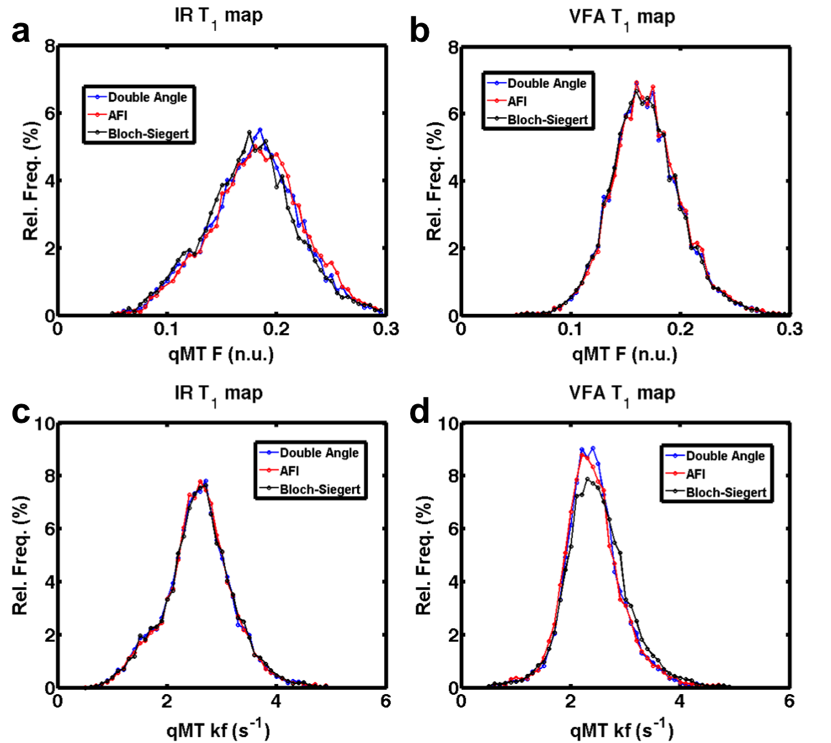 a
IR T1 map
8
6
4
2
0
Rel. Freq. (%)
Double Angle
AFI
Bloch-Siegert
0
0.1
0.2
0.3
qMT F (n.u.)
b
VFA T1 map
8
6
4
2
0
Rel. Freq. (%)
Double Angle
AFI
Bloch-Siegert
0.1
0.2
0.3
qMT F (n.u.)
c
IR T1 map
10
8
6
4
2
0
Rel. Freq. (%)
Double Angle
AFI
Bloch-Siegert
0
2
4
6
qMT kf (s⁻¹)
d
VFA T1 map
10
8
6
4
2
0
Rel. Freq. (%)
Double Angle
AFI
Bloch-Siegert
0
2
4
6
qMT kf (s⁻¹)